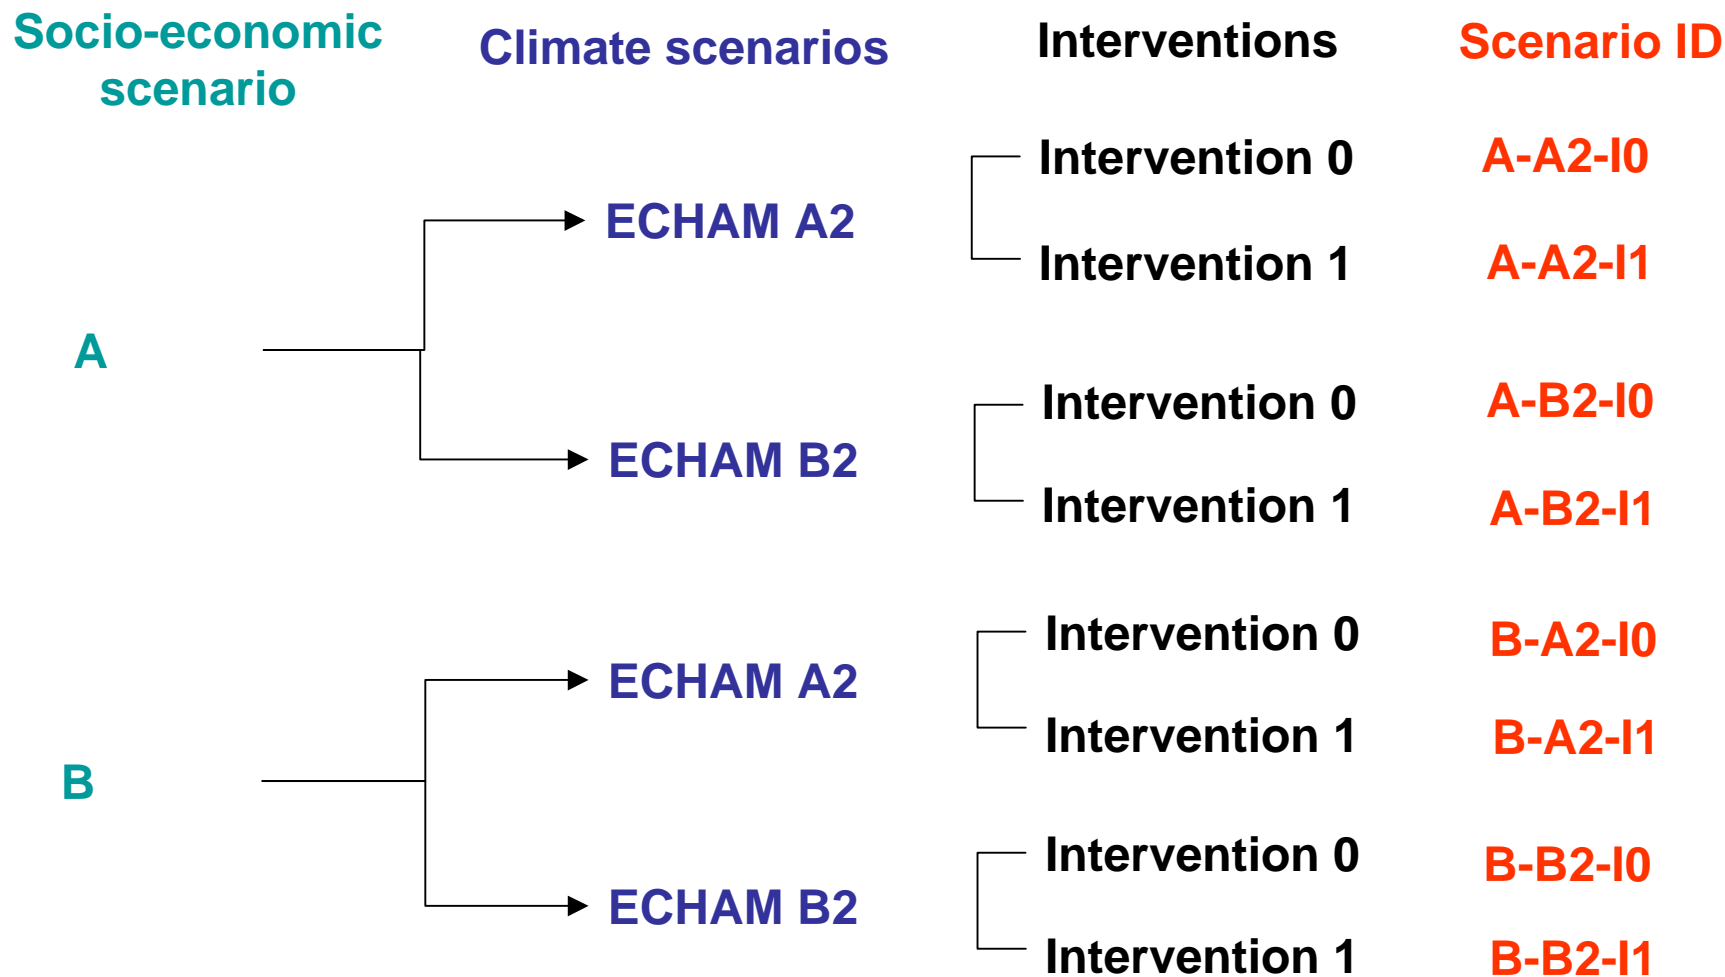 Socio-economic
scenario
Climate scenarios
Interventions
Scenario ID
A
ECHAM A2
Intervention 0
A-A2-I0
Intervention 1
A-A2-I1
ECHAM B2
Intervention 0
A-B2-I0
Intervention 1
A-B2-I1
B
ECHAM A2
Intervention 0
B-A2-I0
Intervention 1
B-A2-I1
ECHAM B2
Intervention 0
B-B2-I0
Intervention 1
B-B2-I1